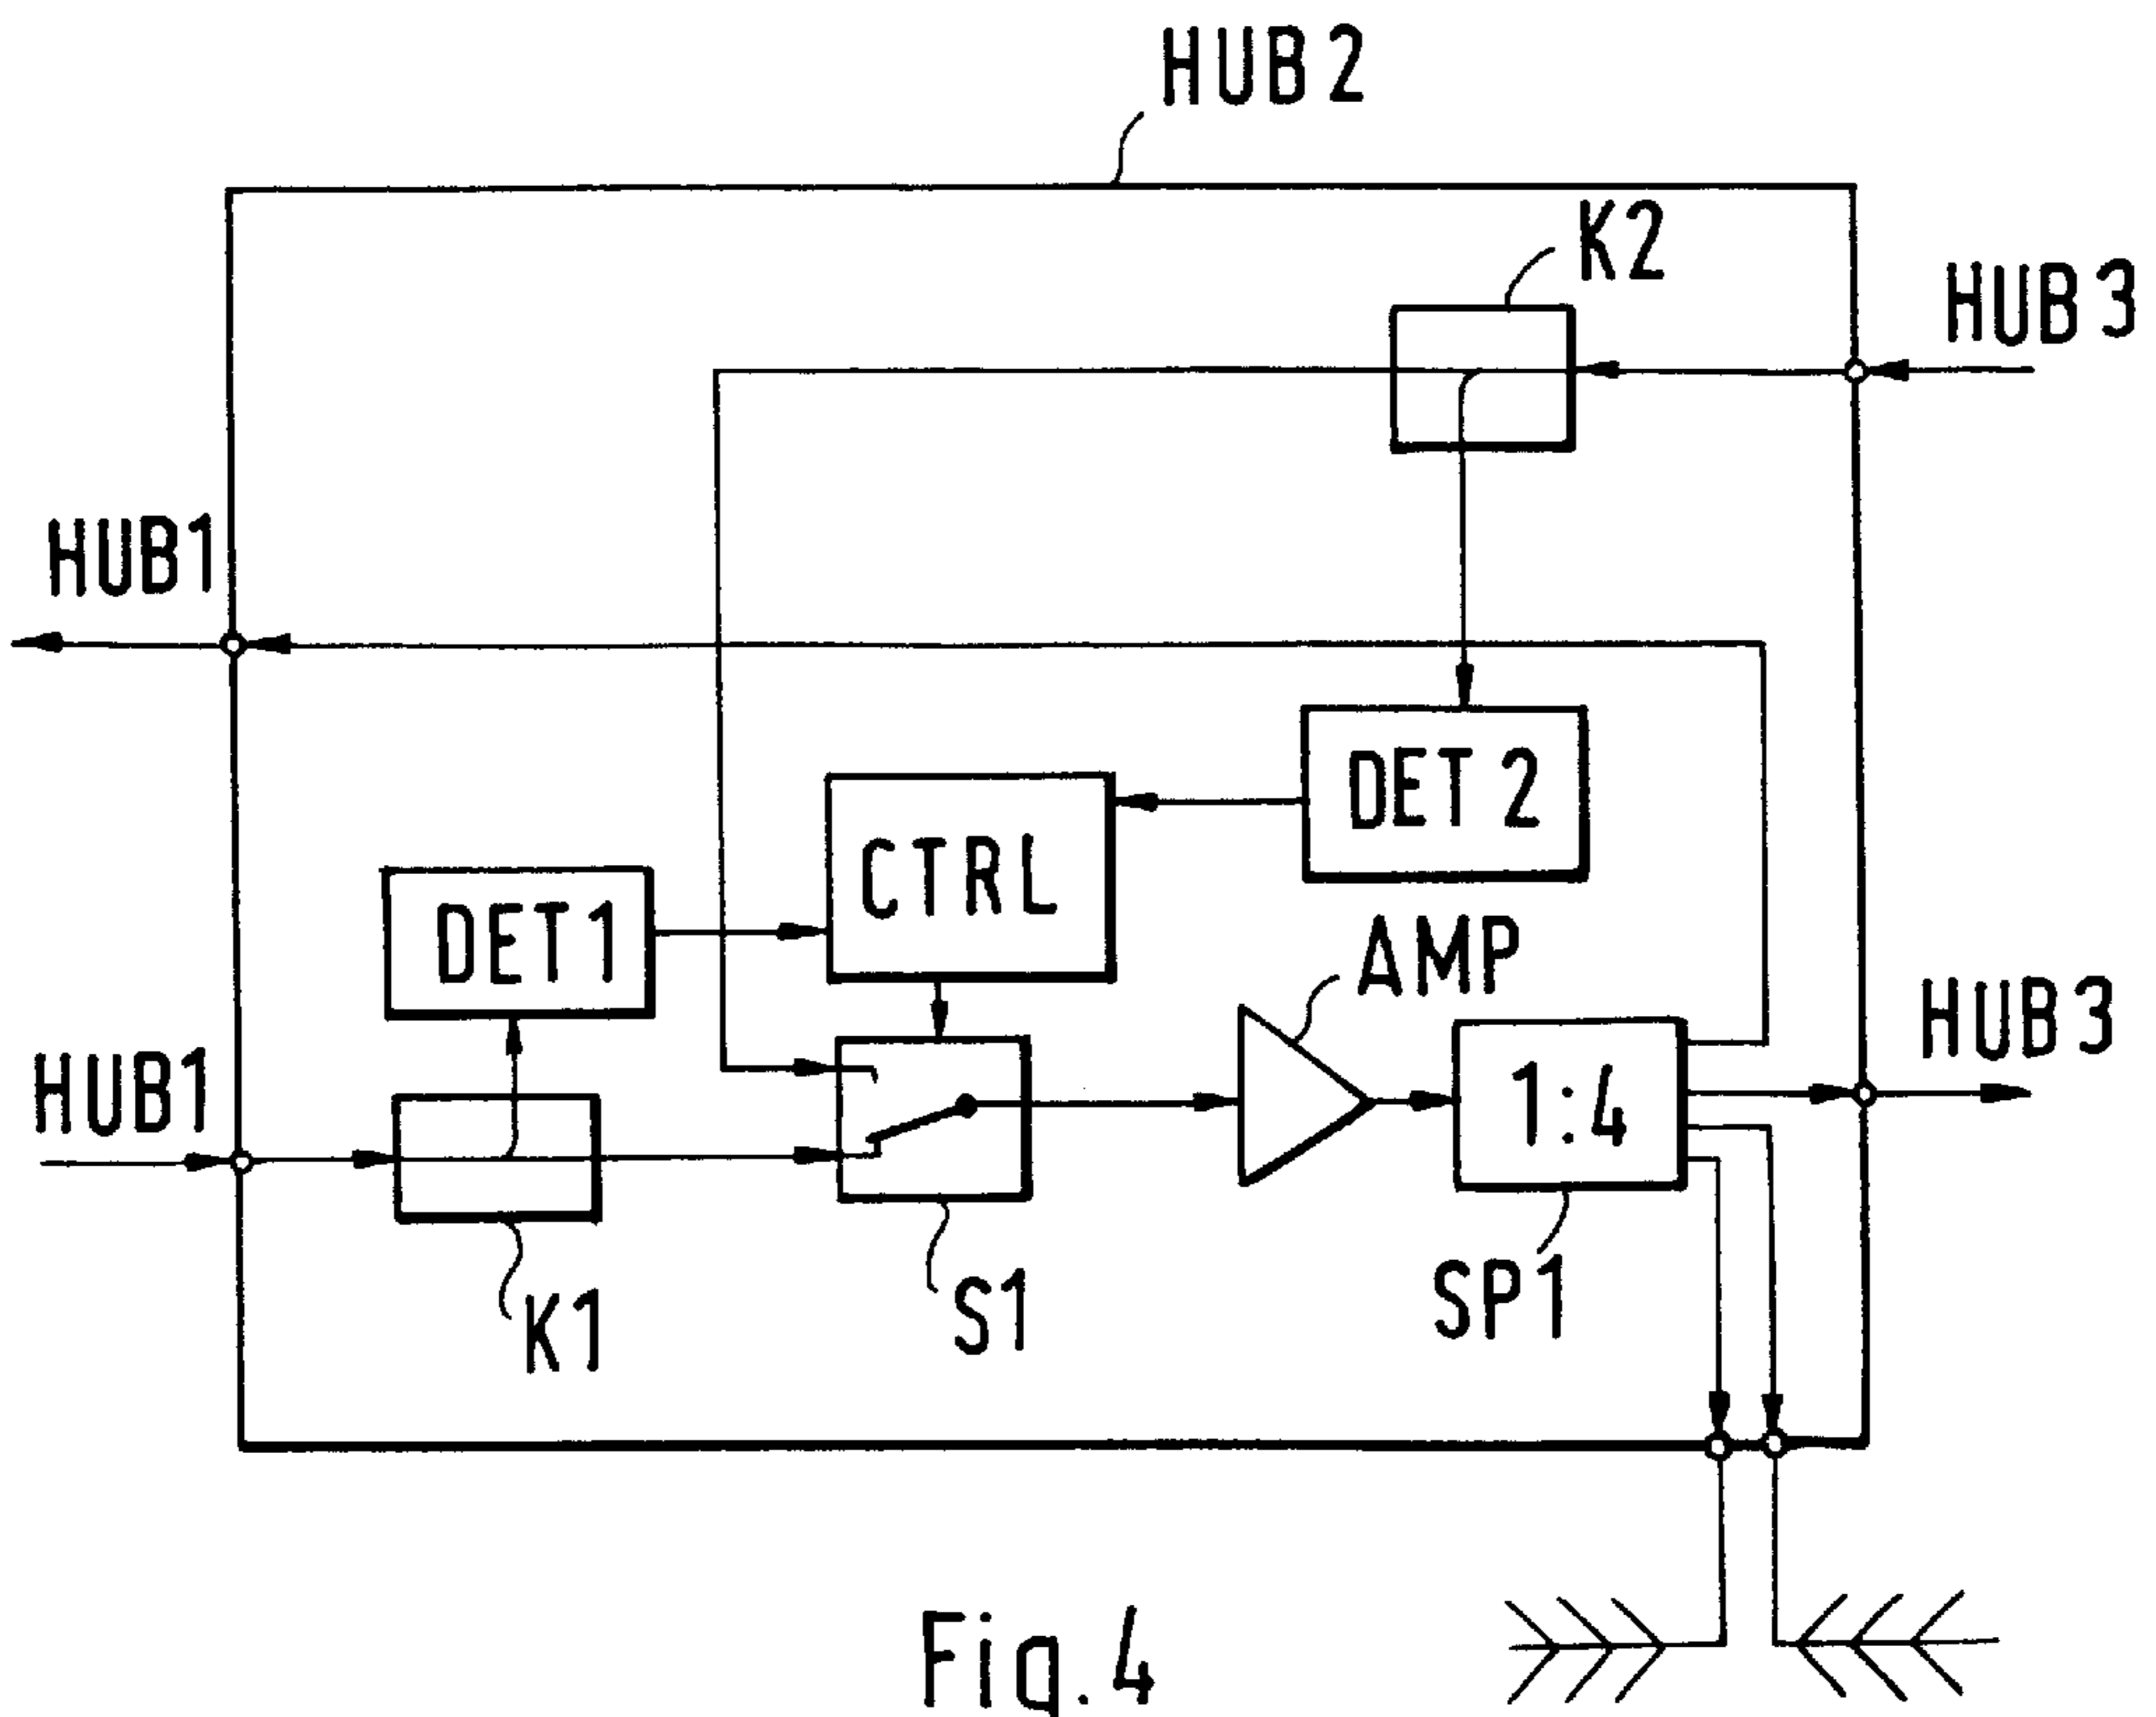 HUB 2
K2
HUB 3
HUB1
DET 2
CTRL
DET 1
AMP
HUB 3
HUB1
1:4
K1
S1
SP1
Fig. 4